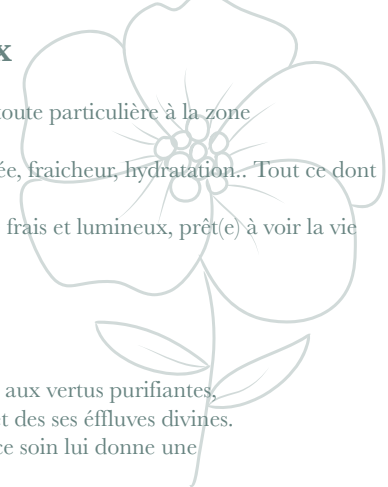 x
toute particulière à la zone
ée, fraicheur, hydratation.. Tout ce dont
frais et lumineux, prêt(e) à voir la vie
aux vertus purifiantes,
et des ses éffluves divines.
ce soin lui donne une